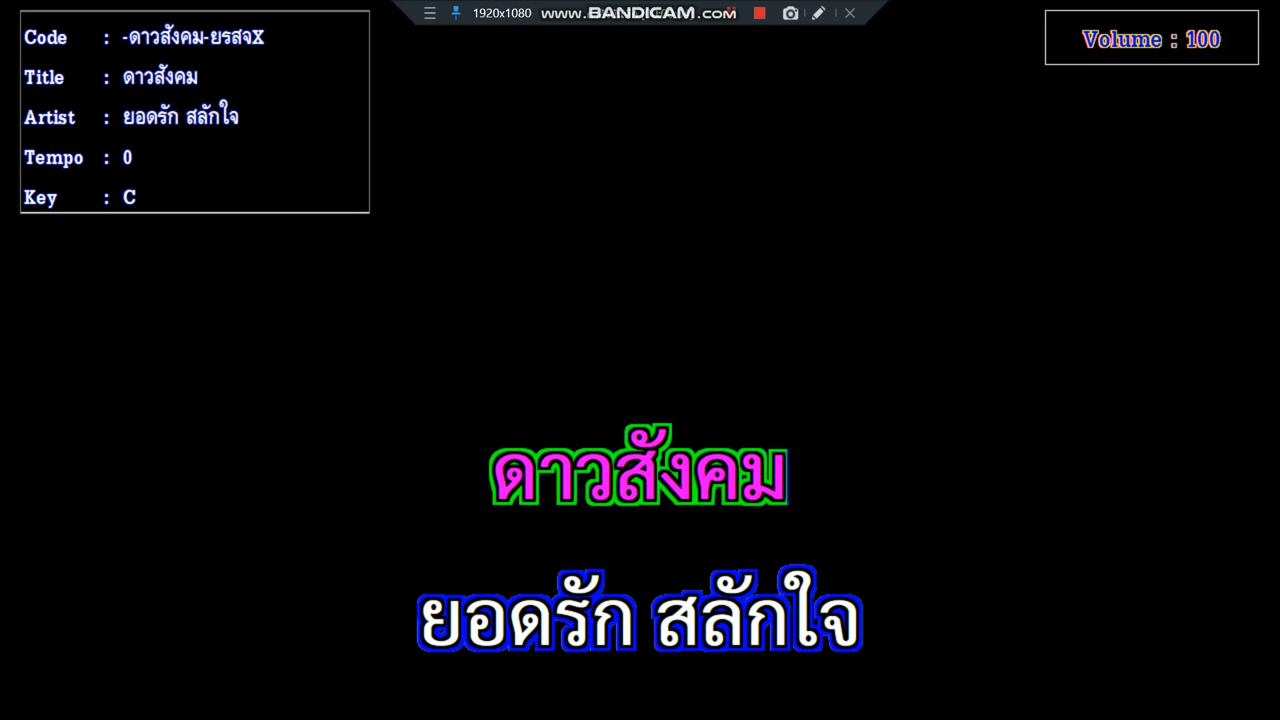 1920x1080 www.BANDICAM.com
Code : -ดาวสังคม-ยรสจX
Title : ดาวสังคม
Artist : ยอดรัก สลักใจ
Tempo : 0
Key : C
Volume : 100
ดาวสังคม
ยอดรัก สลักใจ